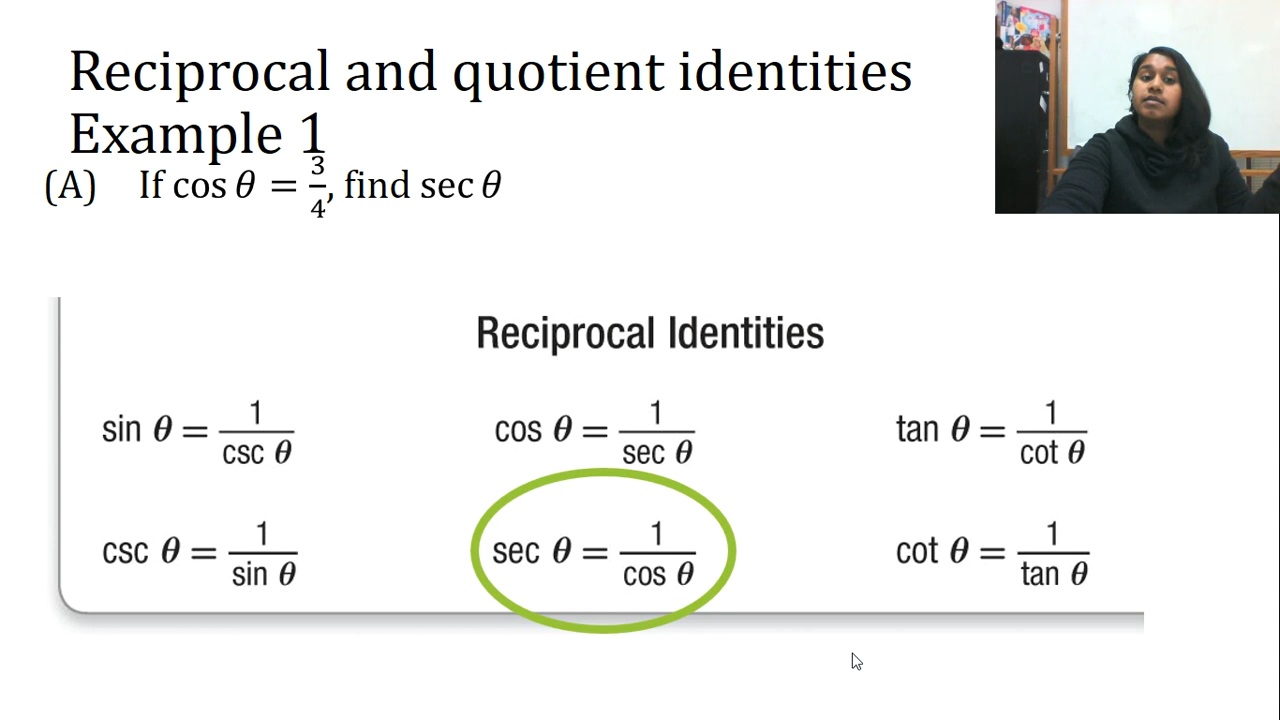 Reciprocal and quotient identities
Example 1
(A) If cos θ = 3/4, find sec θ
Reciprocal Identities
sin θ = 1/csc θ cos θ = 1/sec θ tan θ = 1/cot θ
csc θ = 1/sin θ sec θ = 1/cos θ cot θ = 1/tan θ